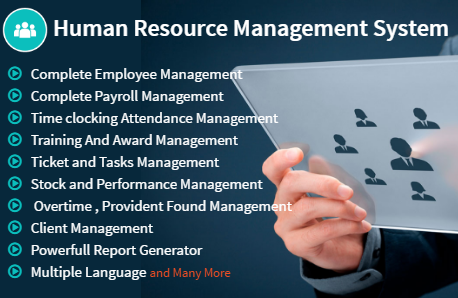 Human Resource Management System
Complete Employee Management
Complete Payroll Management
Time clocking Attendance Management
Training And Award Management
Ticket and Tasks Management
Stock and Performance Management
Overtime , Provident Found Management
Client Management
Powerfull Report Generator
Multiple Language and Many More